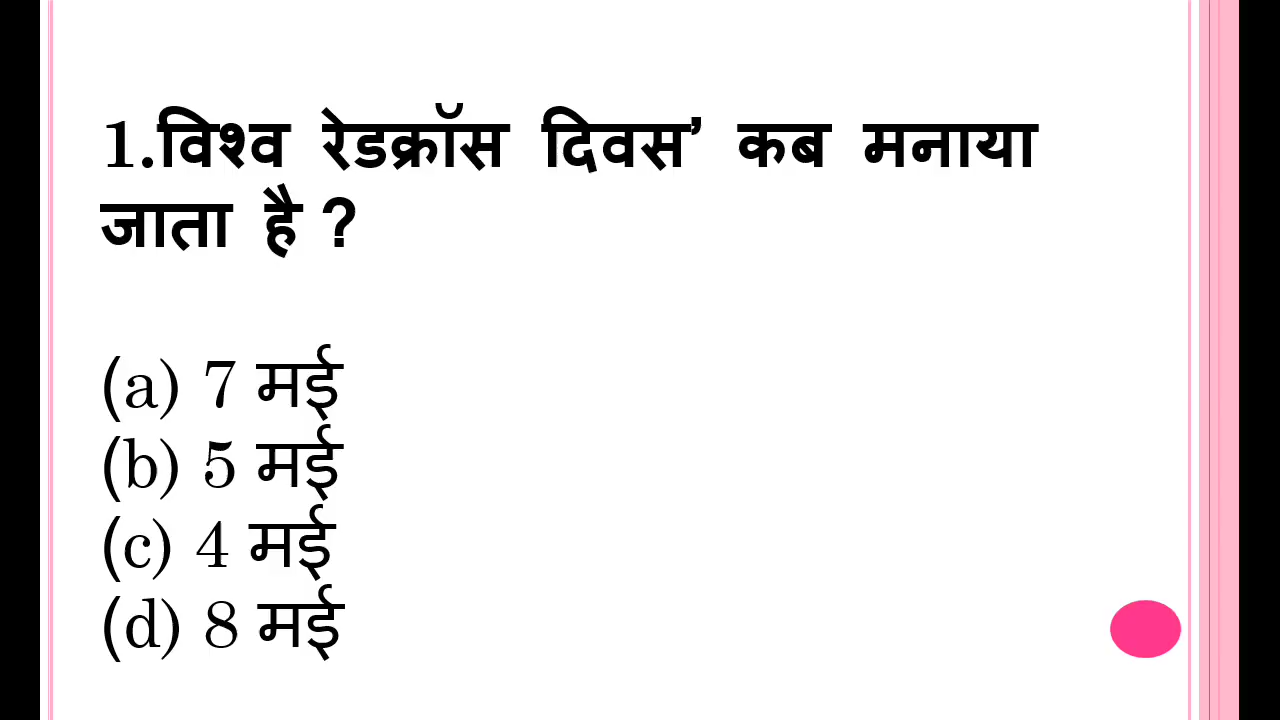 1.विश्व रेडक्रॉस दिवस’ कब मनाया
जाता है ?
(a) 7 मई
(b) 5 मई
(c) 4 मई
(d) 8 मई